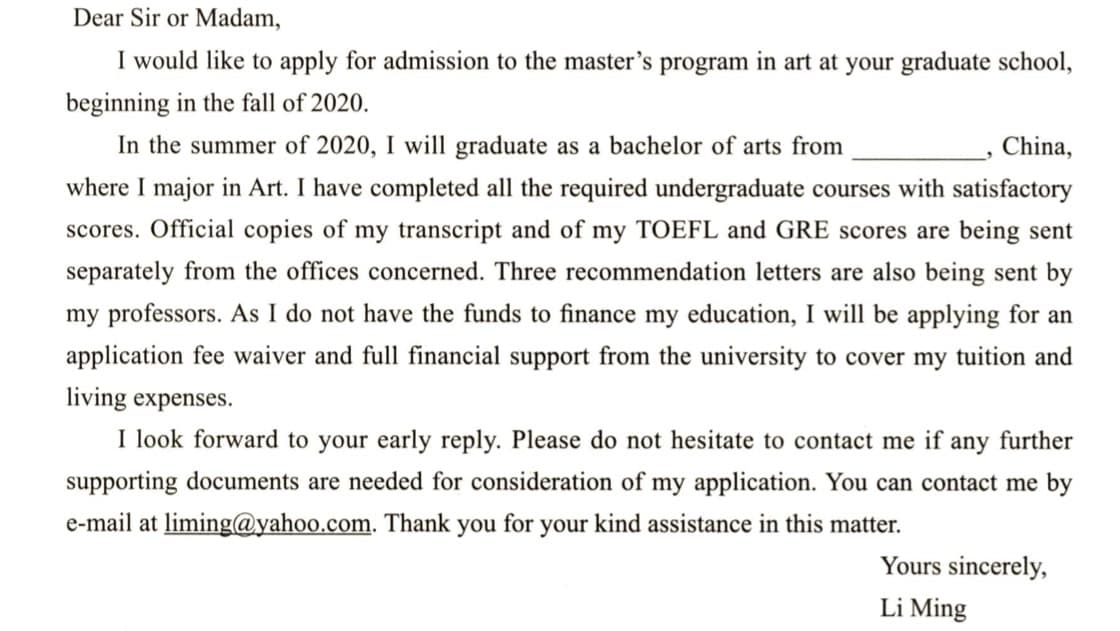 Dear Sir or Madam,
I would like to apply for admission to the master's program in art at your graduate school,
beginning in the fall of 2020.
In the summer of 2020, I will graduate as a bachelor of arts from __________, China,
where I major in Art. I have completed all the required undergraduate courses with satisfactory
scores. Official copies of my transcript and of my TOEFL and GRE scores are being sent
separately from the offices concerned. Three recommendation letters are also being sent by
my professors. As I do not have the funds to finance my education, I will be applying for an
application fee waiver and full financial support from the university to cover my tuition and
living expenses.
I look forward to your early reply. Please do not hesitate to contact me if any further
supporting documents are needed for consideration of my application. You can contact me by
e-mail at liming@yahoo.com. Thank you for your kind assistance in this matter.
Yours sincerely,
Li Ming